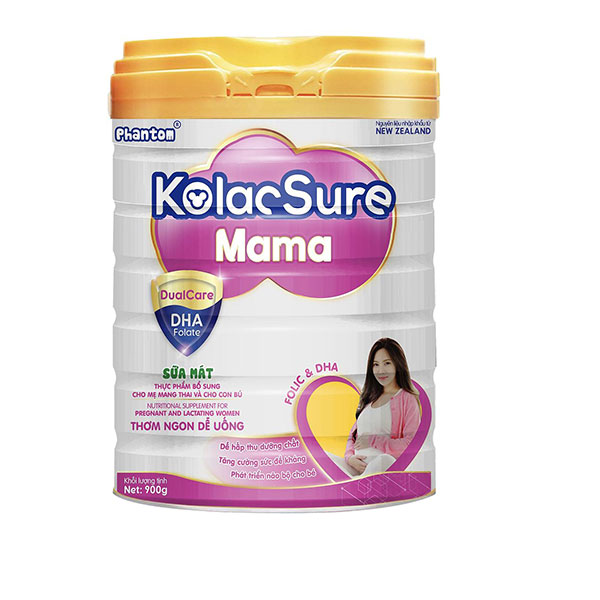 Phantom®
Nguyên liệu nhập khẩu từ
NEW ZEALAND
KolacSure
Mama
DualCare
DHA
Folate
SỮA MÁT
THỰC PHẨM BỔ SUNG
CHO MẸ MANG THAI VÀ CHO CON BÚ
NUTRITIONAL SUPPLEMENT FOR
PREGNANT AND LACTATING WOMEN
THƠM NGON DỄ UỐNG
FOLIC & DHA
Dễ hấp thu dưỡng chất
Tăng cường sức đề kháng
Phát triển não bộ cho bé
Khối lượng tịnh
Net: 900g